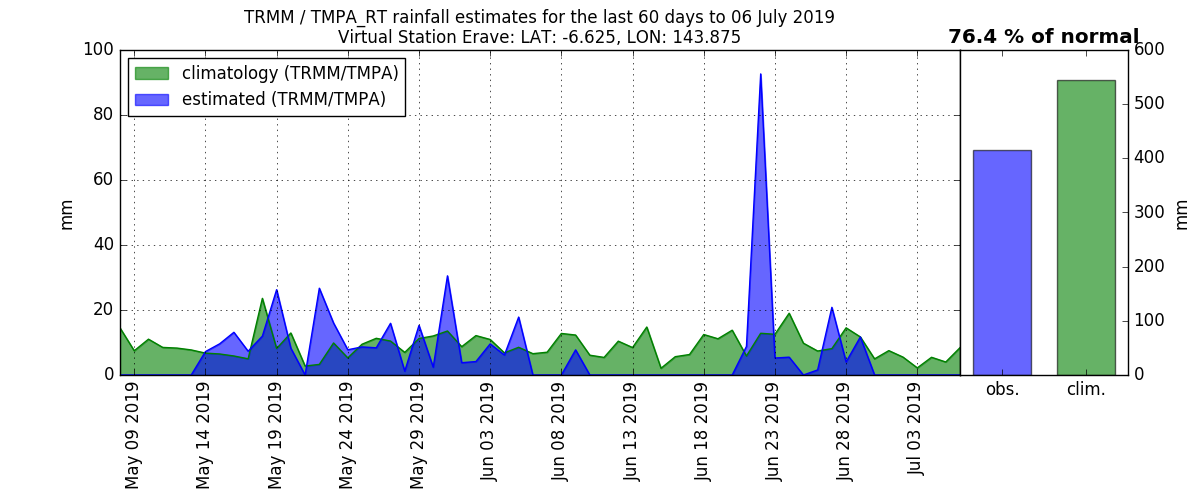 TRMM / TMPA_RT rainfall estimates for the last 60 days to 06 July 2019
Virtual Station Erave: LAT: -6.625, LON: 143.875
76.4 % of normal
climatology (TRMM/TMPA)
estimated (TRMM/TMPA)
100
80
60
40
20
0
mm
May 09 2019
May 14 2019
May 19 2019
May 24 2019
May 29 2019
Jun 03 2019
Jun 08 2019
Jun 13 2019
Jun 18 2019
Jun 23 2019
Jun 28 2019
Jul 03 2019
600
500
400
300
200
100
0
mm
obs.
clim.